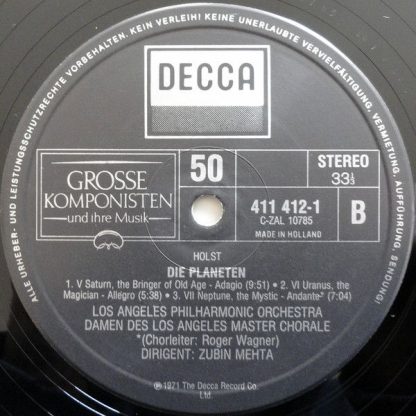 ALLE URHEBER- UND LEISTUNGSSCHUTZRECHTE VORBEHALTEN. KEIN VERLEIH! KEINE UNERLAUBTE VERVIELFÄLTIGUNG, VERMIETUNG, AUFFÜHRUNG, SENDUNG!
DECCA
GROSSE
KOMPONISTEN
und ihre Musik
50
STEREO
33⅓
411 412-1
C-ZAL 10785
MADE IN HOLLAND
B
HOLST
DIE PLANETEN
1. V Saturn, the Bringer of Old Age - Adagio (9:51) • 2. VI Uranus, the
Magician - Allegro (5:38) • 3. VII Neptune, the Mystic - Andante* (7:04)
LOS ANGELES PHILHARMONIC ORCHESTRA
DAMEN DES LOS ANGELES MASTER CHORALE
*(Chorleiter: Roger Wagner)
DIRIGENT: ZUBIN MEHTA
℗ 1971 The Decca Record Co.
Ltd.